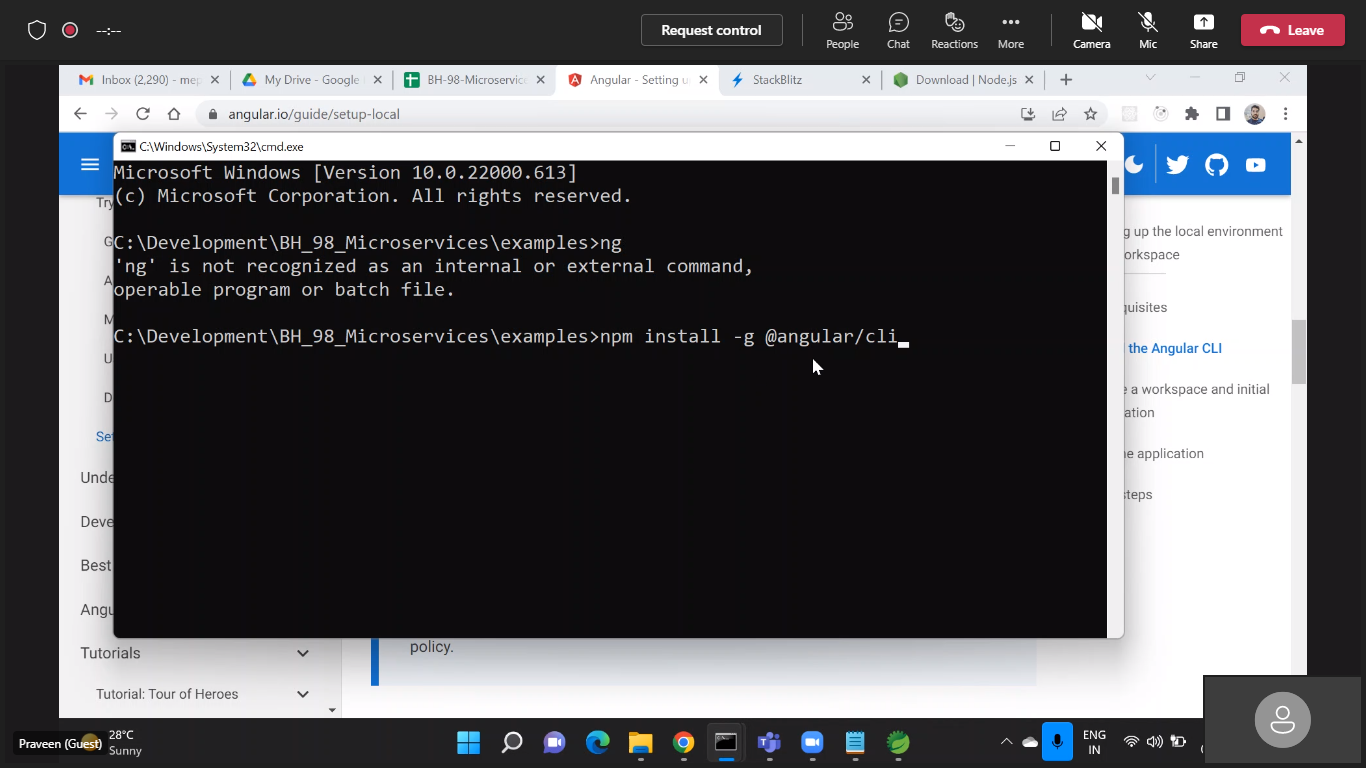 --:--
Request control
People
Chat
Reactions
More
Camera
Mic
Share
Leave
Inbox (2,290) - me
My Drive - Google
BH-98-Microservic
Angular - Setting u
StackBlitz
Download | Node.js
angular.io/guide/setup-local
C:\Windows\System32\cmd.exe
Microsoft Windows [Version 10.0.22000.613]
(c) Microsoft Corporation. All rights reserved.
C:\Development\BH_98_Microservices\examples>ng
'ng' is not recognized as an internal or external command,
operable program or batch file.
C:\Development\BH_98_Microservices\examples>npm install -g @angular/cli
Try
Set
Unde
Deve
Best
Angu
Tutorials
Tutorial: Tour of Heroes
g up the local environment
orkspace
quisites
the Angular CLI
e a workspace and initial
ation
e application
steps
policy.
Praveen (Guest)
28°C
Sunny
ENG
IN